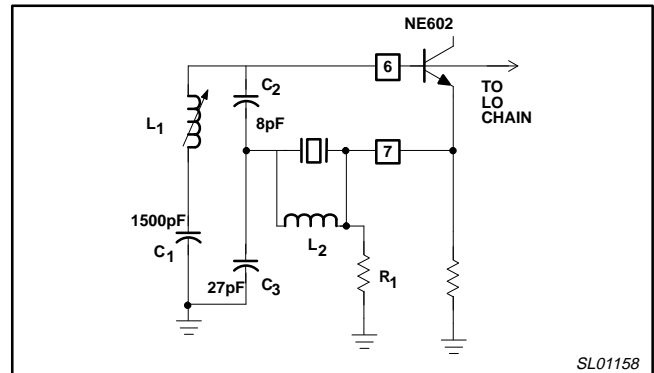 NE602
6
TO
LO
CHAIN
C2
8pF
L1
7
1500pF
C1
L2
R1
27pF
C3
SL01158